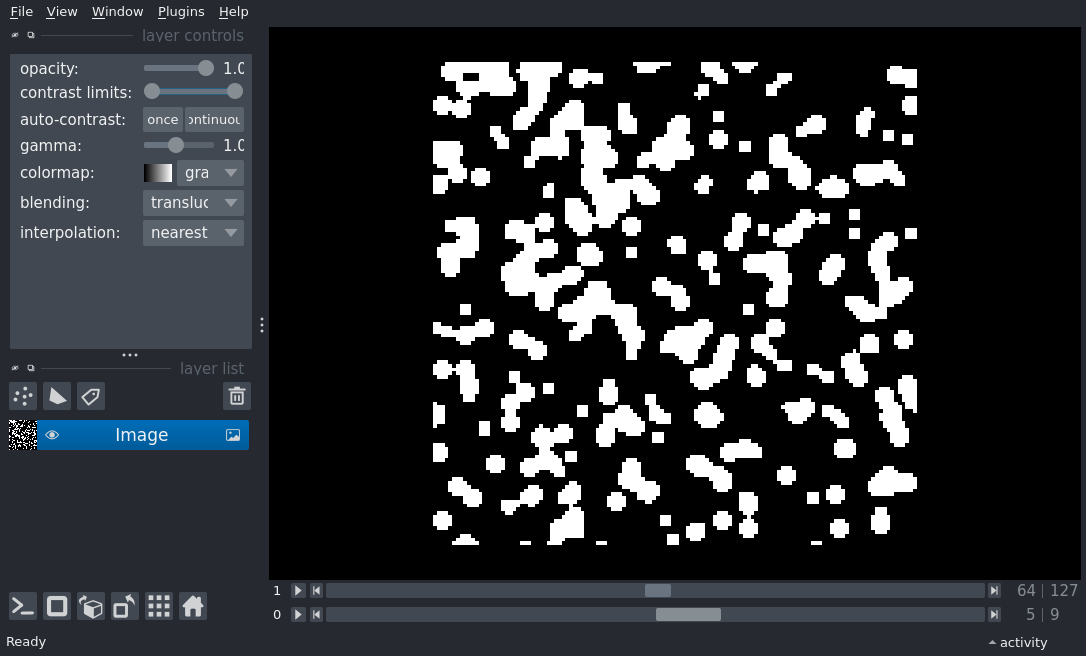 File View Window Plugins Help
layer controls
opacity: 1.0
contrast limits:
auto-contrast: once ontinuou
gamma: 1.0
colormap: gra
blending: transluc
interpolation: nearest
layer list
Image
1 64 127
0 5 9
Ready activity